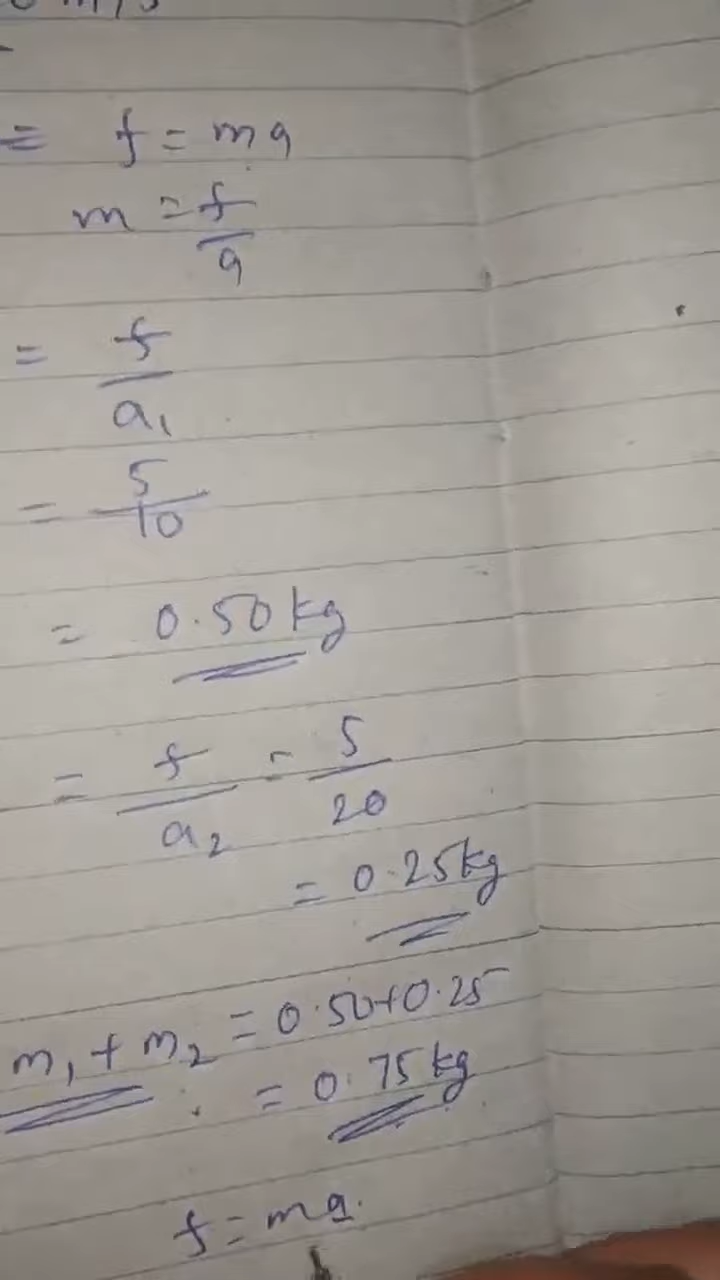 m/s
= f = ma
m = f/a
= f/a₁
= 5/10
= 0.50 kg
= f/a₂ = 5/20
= 0.25 kg
m₁ + m₂ = 0.50+0.25
= 0.75 kg
f = ma.